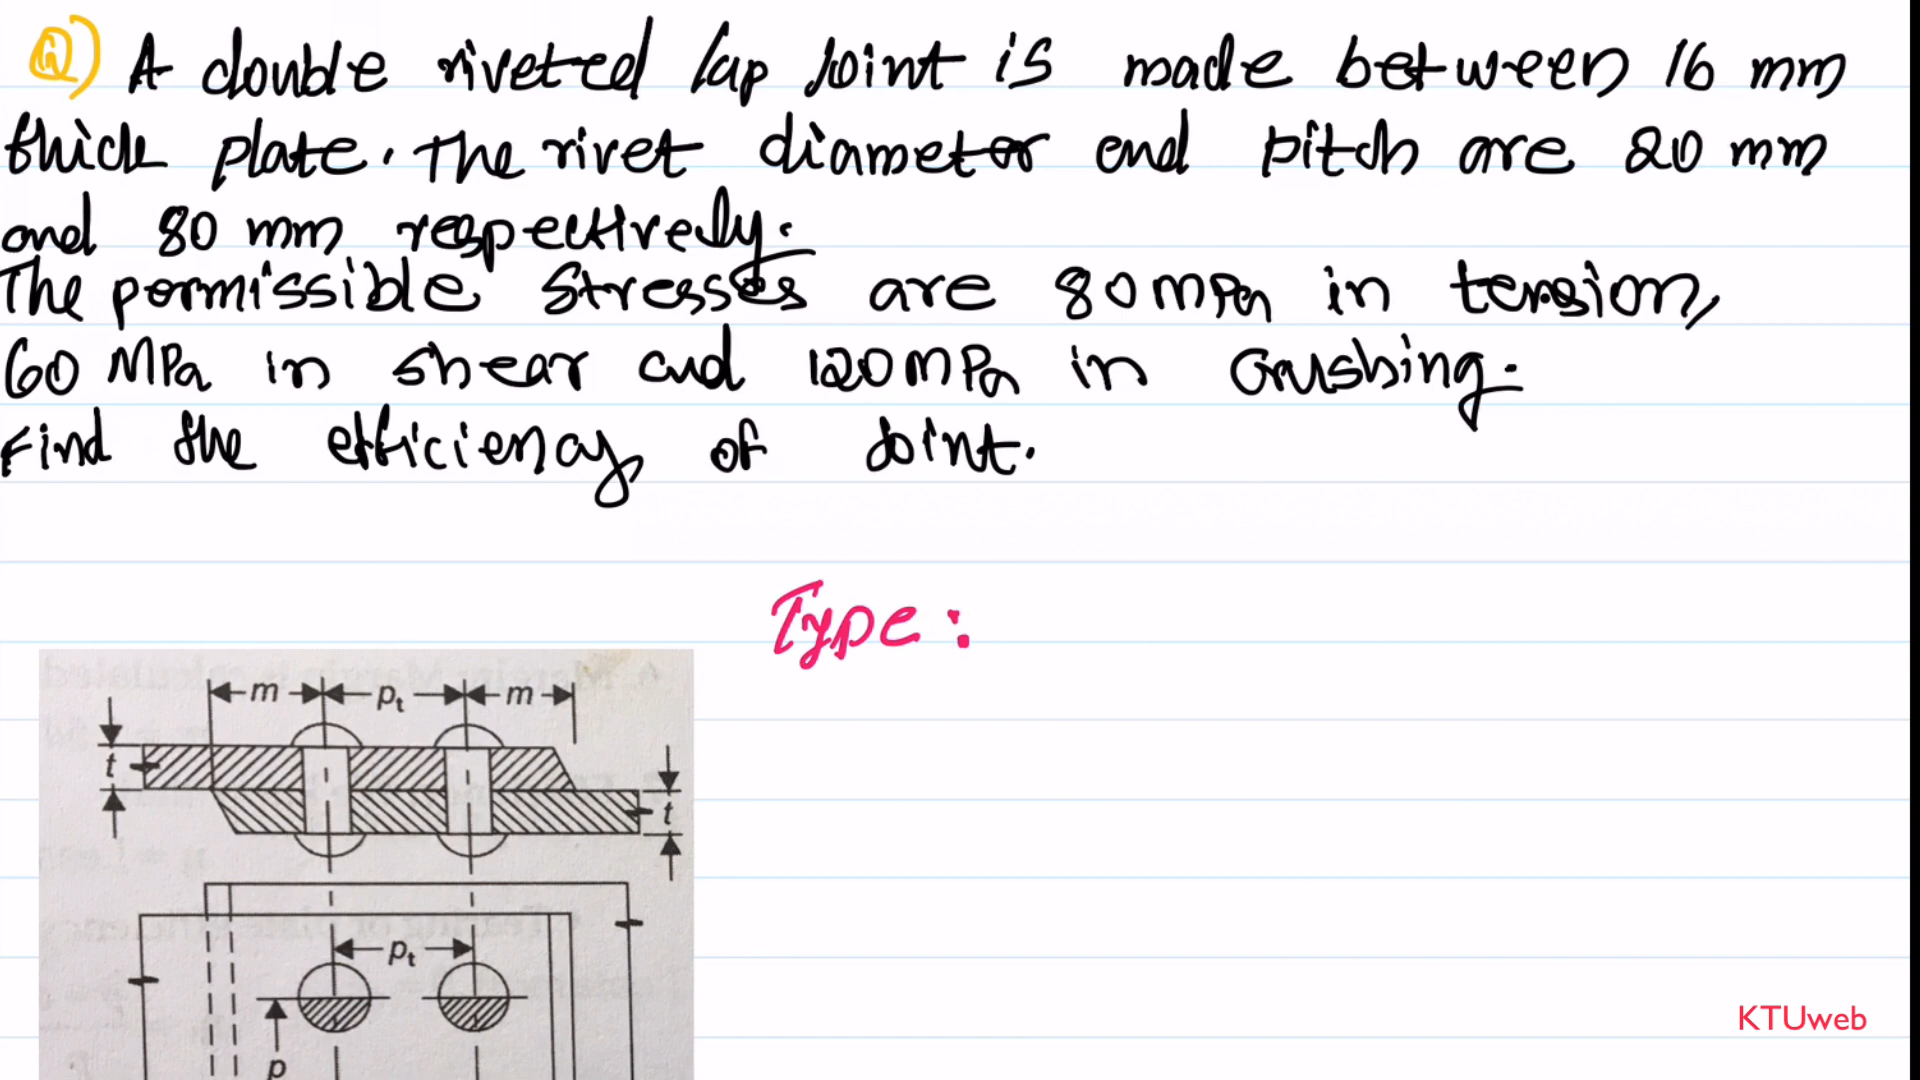 Q) A double riveted lap joint is made between 16 mm
thick plate. The rivet diameter and pitch are 20 mm
and 80 mm respectively.
The permissible stresses are 80 MPa in tension,
60 MPa in shear and 120 MPa in crushing.
Find the efficiency of joint.
Type :
m pt m
t
t
pt
p
KTUweb